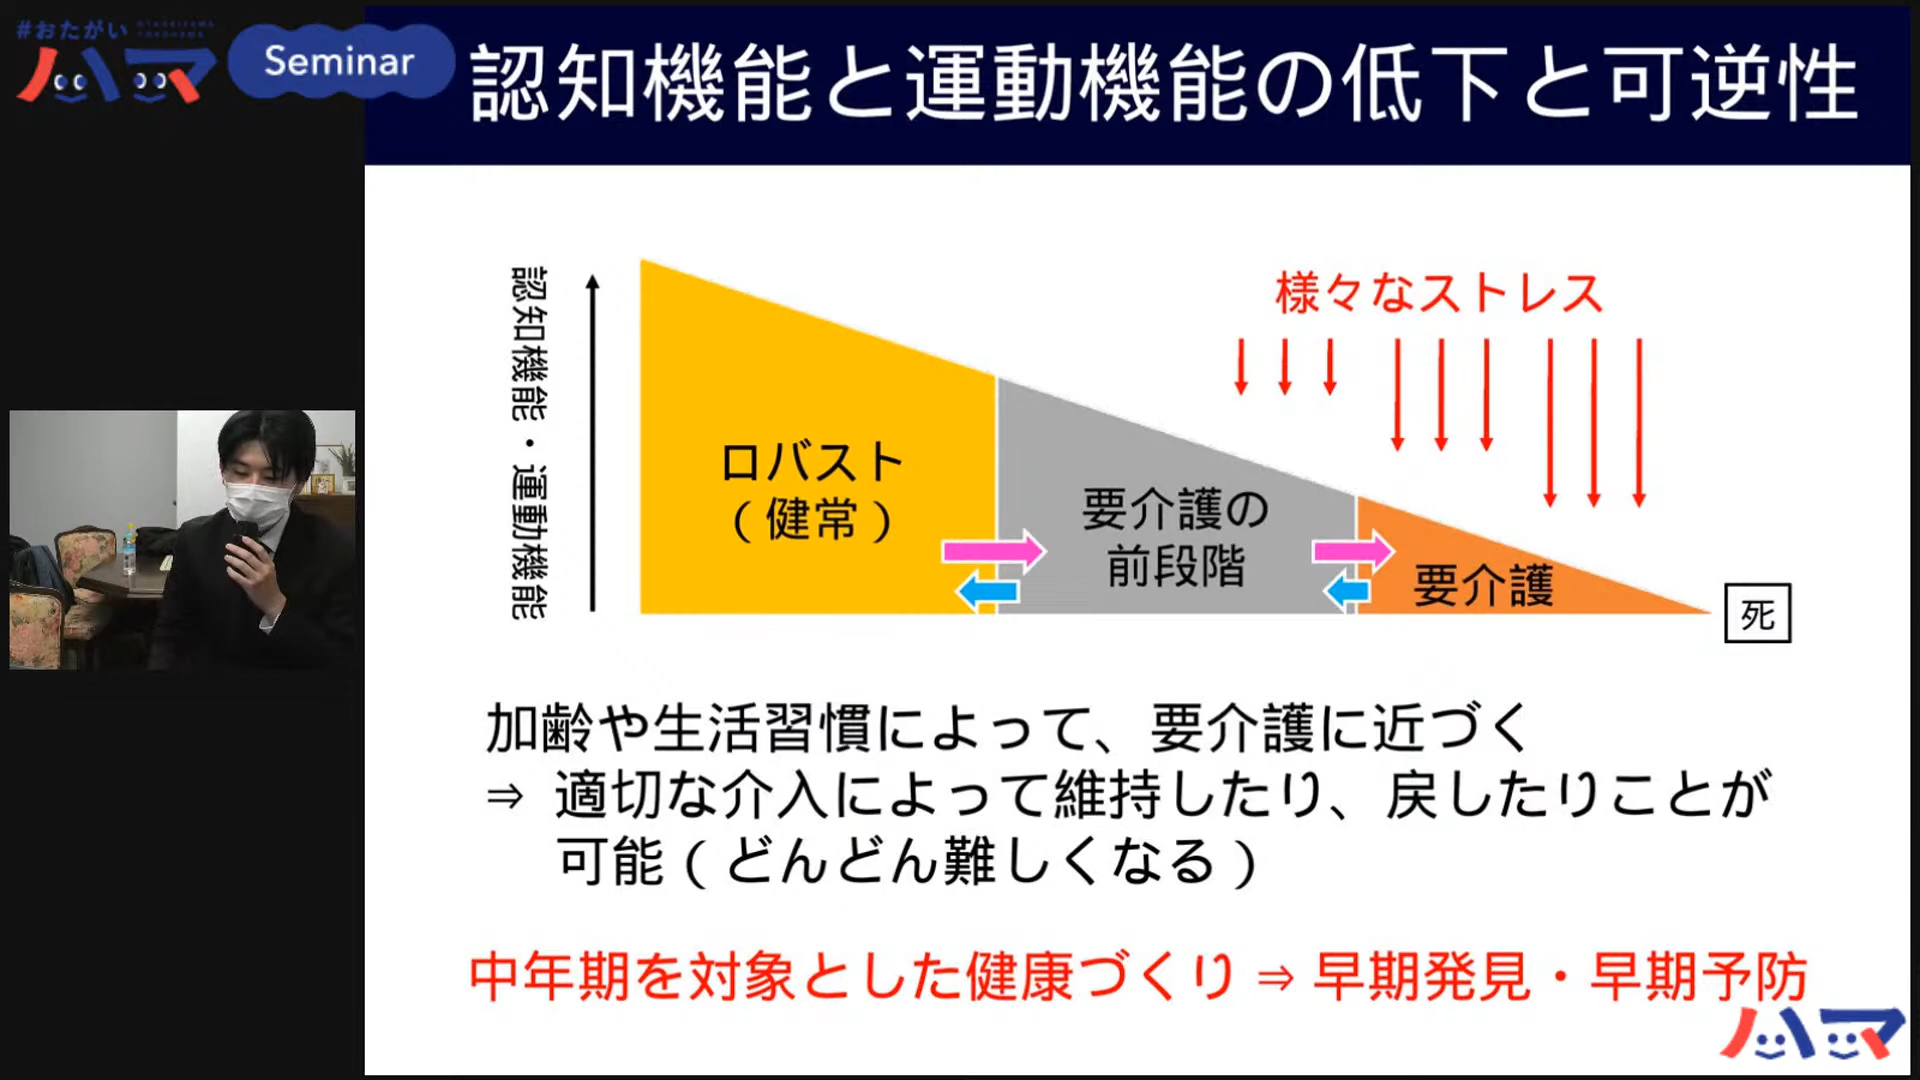 #おたがい
ハマ
Seminar
認知機能と運動機能の低下と可逆性
認知機能・運動機能
様々なストレス
ロバスト
（健常）
要介護の
前段階
要介護
死
加齢や生活習慣によって、要介護に近づく
⇒ 適切な介入によって維持したり、戻したりことが
可能（どんどん難しくなる）
中年期を対象とした健康づくり ⇒ 早期発見・早期予防
ハマ